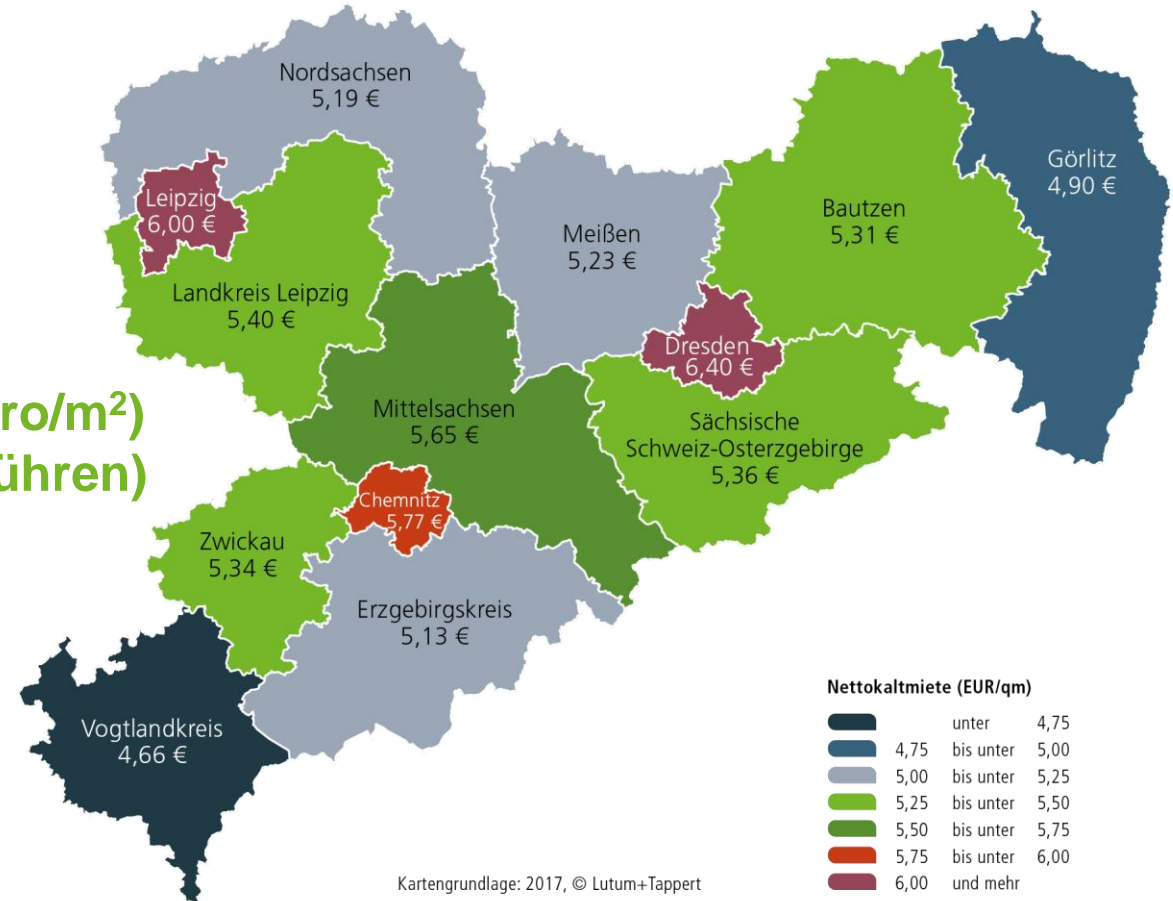 Nordsachsen
5,19 €
Leipzig
6,00 €
Landkreis Leipzig
5,40 €
Meißen
5,23 €
Bautzen
5,31 €
Görlitz
4,90 €
Dresden
6,40 €
Mittelsachsen
5,65 €
Sächsische
Schweiz-Osterzgebirge
5,36 €
ro/m²)
ühren)
Chemnitz
5,77 €
Zwickau
5,34 €
Erzgebirgskreis
5,13 €
Vogtlandkreis
4,66 €
Nettokaltmiete (EUR/qm)
unter 4,75
4,75 bis unter 5,00
5,00 bis unter 5,25
5,25 bis unter 5,50
5,50 bis unter 5,75
5,75 bis unter 6,00
6,00 und mehr
Kartengrundlage: 2017, © Lutum+Tappert